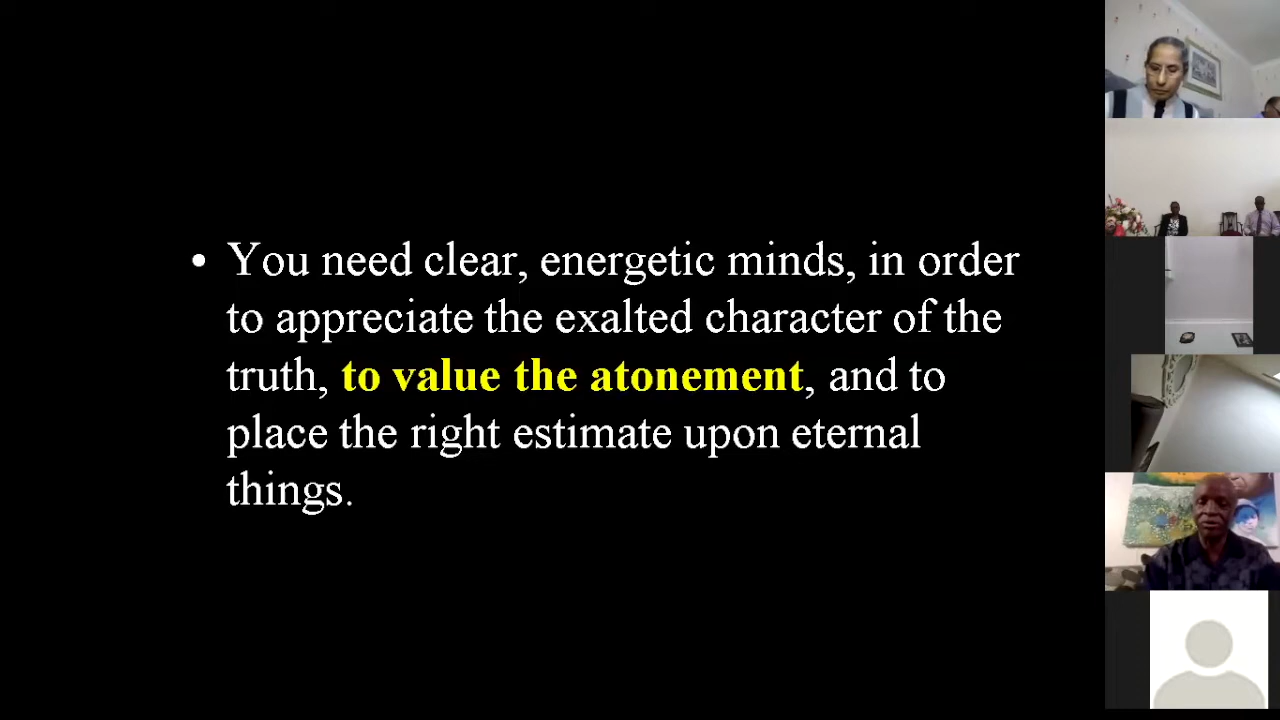 • You need clear, energetic minds, in order
to appreciate the exalted character of the
truth, to value the atonement, and to
place the right estimate upon eternal
things.